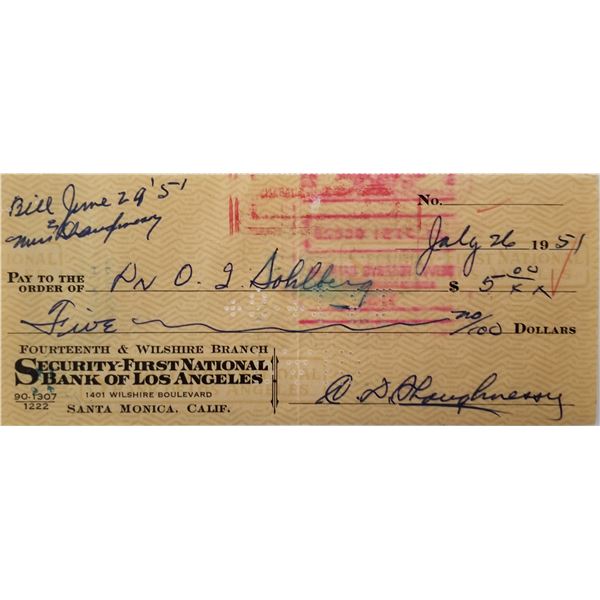 Bill June 29 '51
No.
July 26 1951
PAY TO THE
ORDER OF Dr O. I. Sohlberg $ 5 00/xx
Five no/100 DOLLARS
FOURTEENTH & WILSHIRE BRANCH
SECURITY-FIRST NATIONAL
BANK OF LOS ANGELES
90-1307
1222
1401 WILSHIRE BOULEVARD
SANTA MONICA, CALIF.
C. D. Shaughnessy